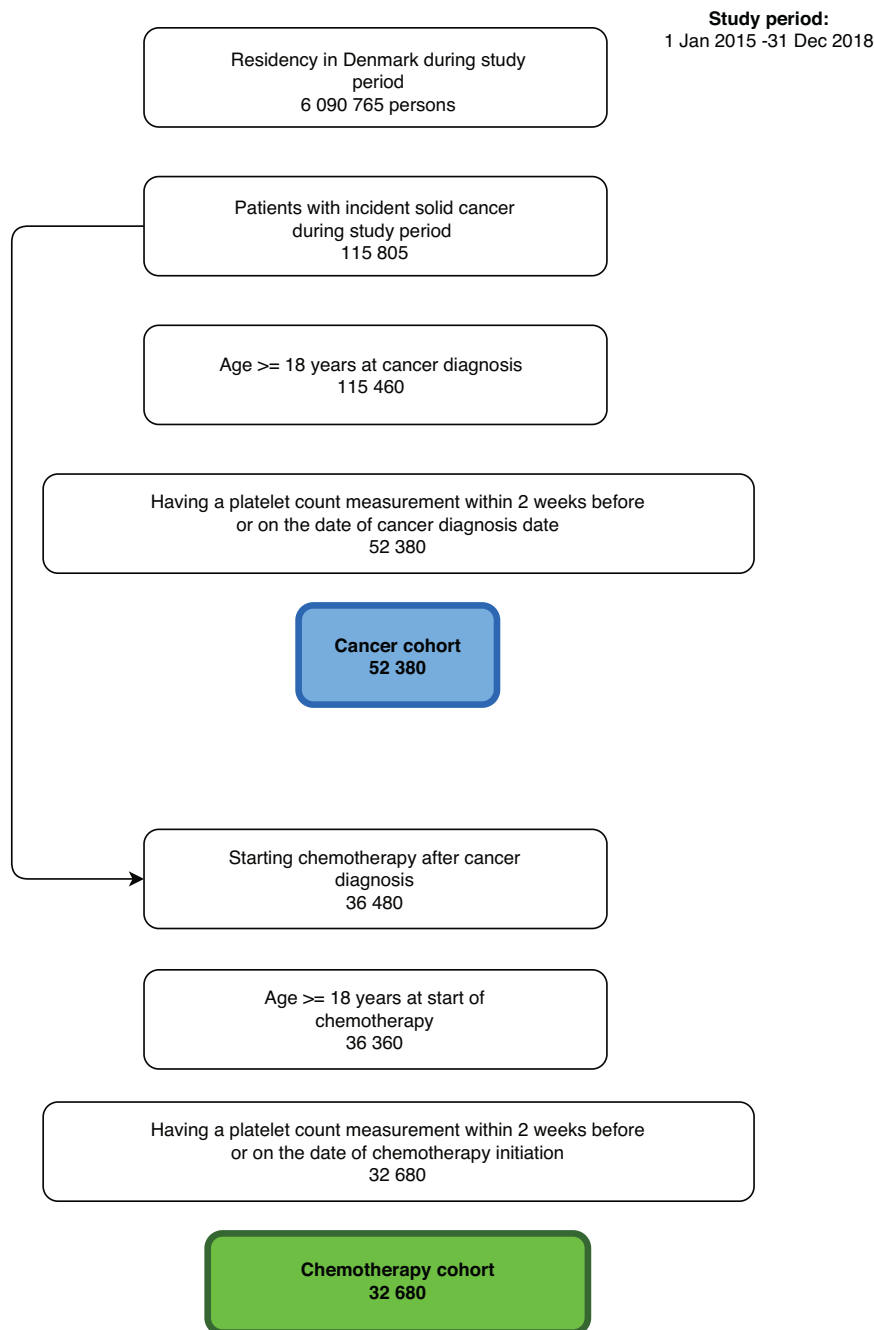 Study period:
1 Jan 2015 -31 Dec 2018
Residency in Denmark during study
period
6 090 765 persons
Patients with incident solid cancer
during study period
115 805
Age >= 18 years at cancer diagnosis
115 460
Having a platelet count measurement within 2 weeks before
or on the date of cancer diagnosis date
52 380
Cancer cohort
52 380
Starting chemotherapy after cancer
diagnosis
36 480
Age >= 18 years at start of
chemotherapy
36 360
Having a platelet count measurement within 2 weeks before
or on the date of chemotherapy initiation
32 680
Chemotherapy cohort
32 680